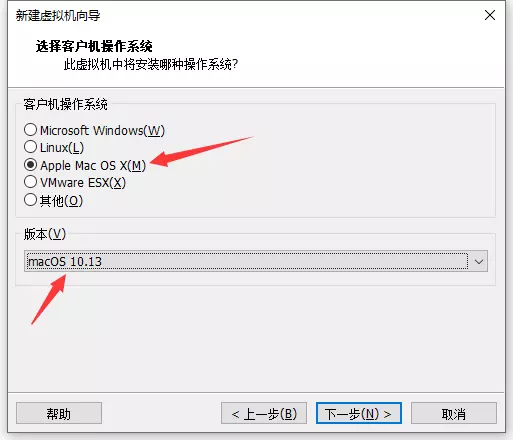 新建虚拟机向导
选择客户机操作系统
此虚拟机中将安装哪种操作系统?
客户机操作系统
Microsoft Windows(W)
Linux(L)
Apple Mac OS X(M)
VMware ESX(X)
其他(O)
版本(V)
macOS 10.13
帮助
< 上一步(B)
下一步(N) >
取消